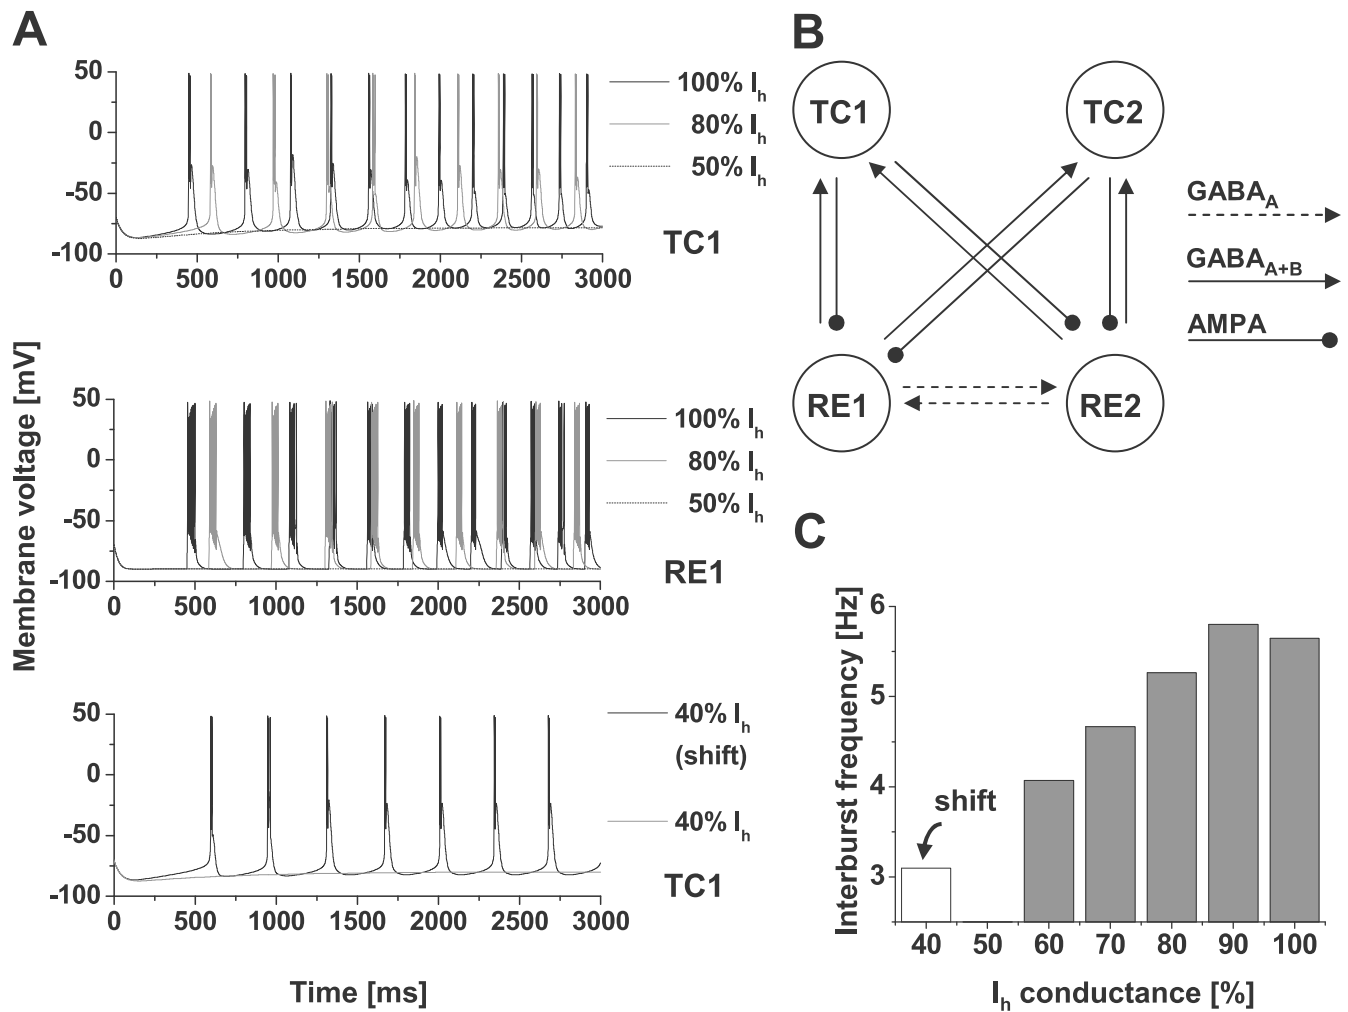 A
Membrane voltage [mV]
50
0
-50
-100
0 500 1000 1500 2000 2500 3000
100% Ih
80% Ih
50% Ih
TC1
50
0
-50
-100
0 500 1000 1500 2000 2500 3000
100% Ih
80% Ih
50% Ih
RE1
50
0
-50
-100
0 500 1000 1500 2000 2500 3000
40% Ih
(shift)
40% Ih
TC1
Time [ms]
B
TC1 TC2
RE1 RE2
GABAA
GABAA+B
AMPA
C
Interburst frequency [Hz]
6
5
4
3
shift
40 50 60 70 80 90 100
Ih conductance [%]